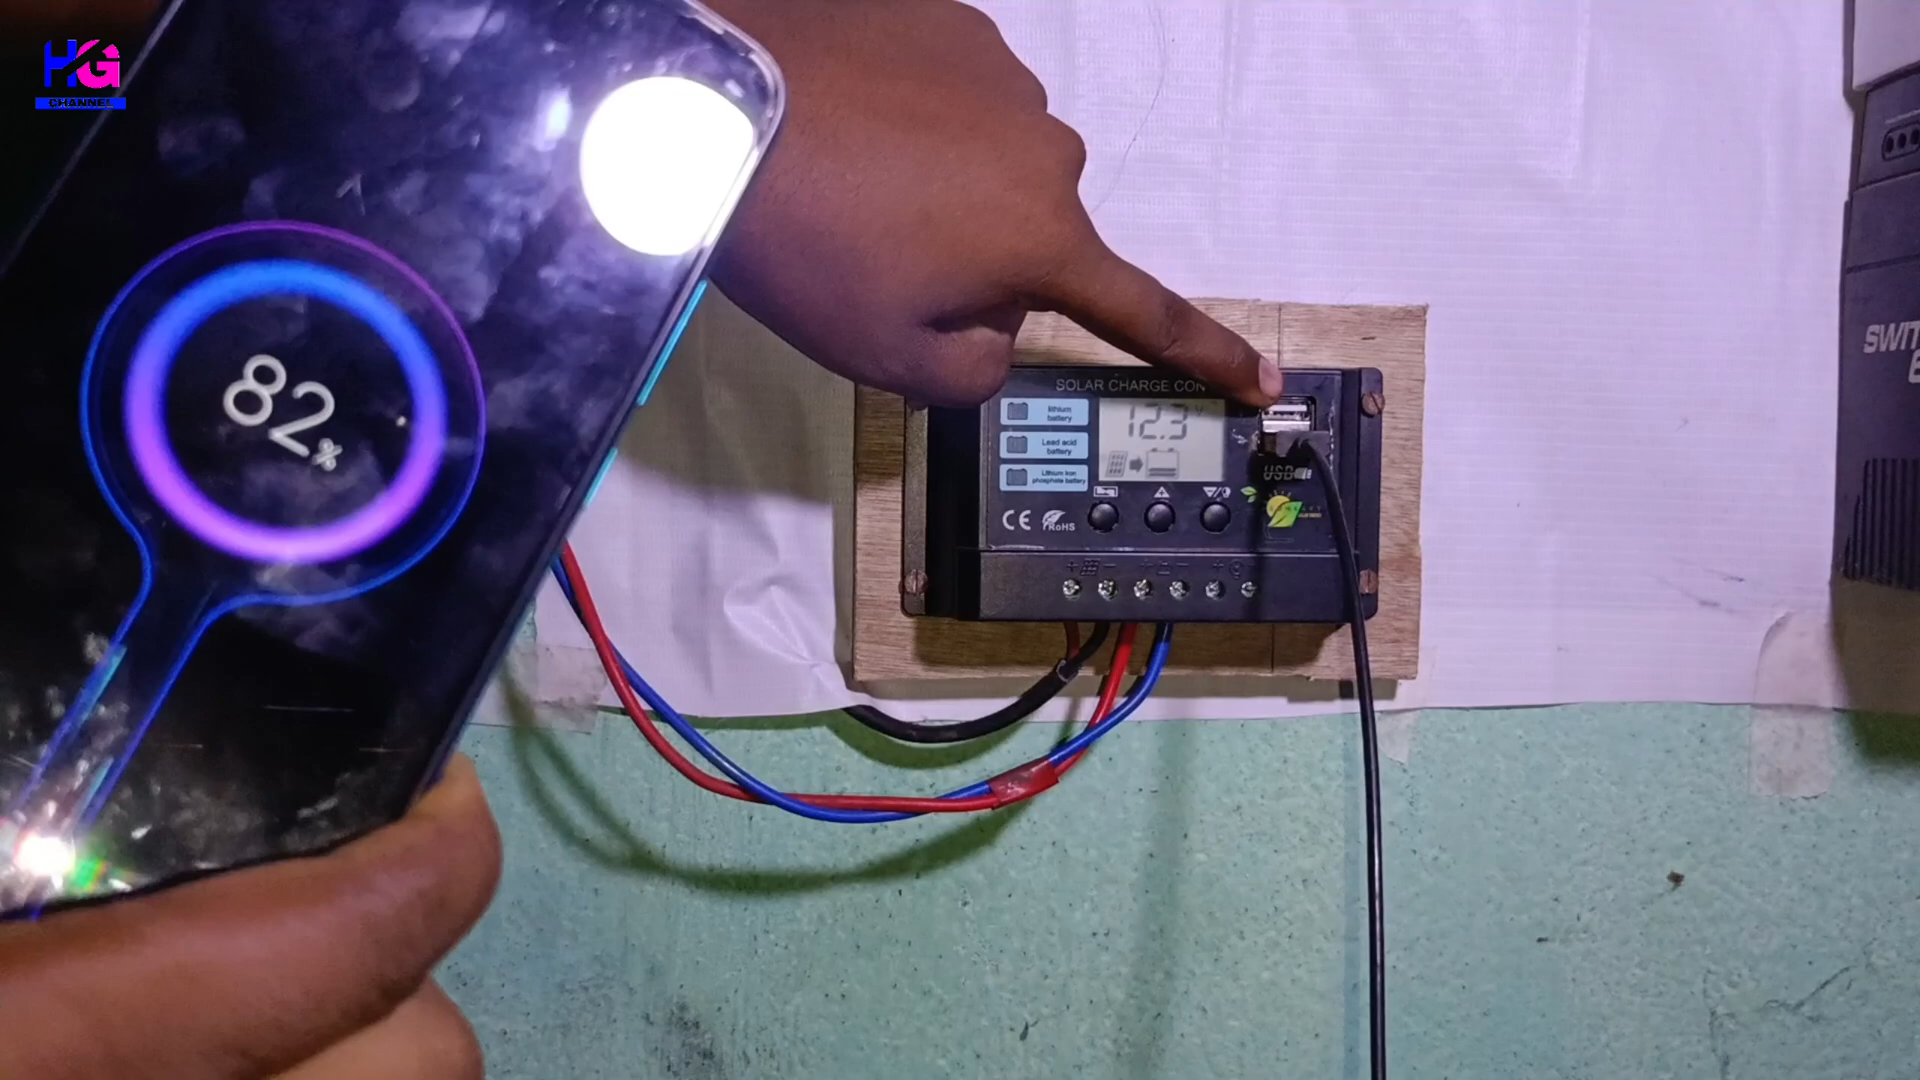 HG
CHANNEL
82%
SOLAR CHARGE CON
lithium
battery
Lead acid
battery
Lithium iron
phosphate battery
12.3 V
USB
CE RoHS
SWIT